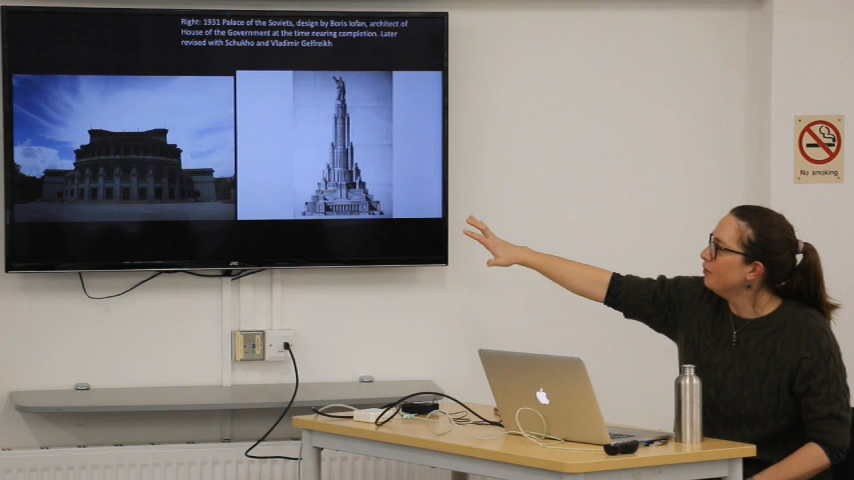 Right: 1931 Palace of the Soviets, design by Boris Iofan, architect of
House of the Government at the time nearing completion. Later
revised with Schukho and Vladimir Gelfreikh
JVC
No smoking